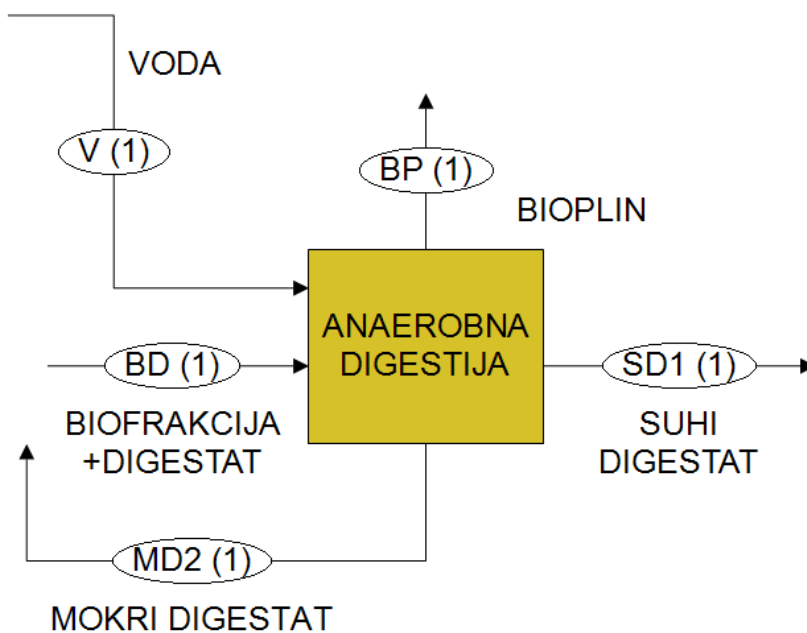 VODA
V (1)
BP (1)
BIOPLIN
ANAEROBNA
DIGESTIJA
BD (1)
SD1 (1)
BIOFRAKCIJA
+DIGESTAT
SUHI
DIGESTAT
MD2 (1)
MOKRI DIGESTAT